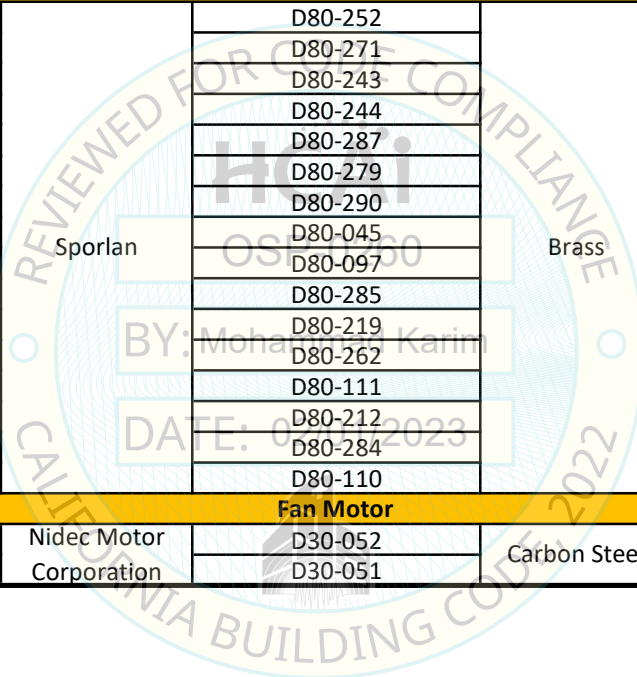 D80-252
D80-271
D80-243
D80-244
D80-287
D80-279
D80-290
Sporlan
D80-045
Brass
D80-097
D80-285
D80-219
D80-262
D80-111
D80-212
D80-284
D80-110
Fan Motor
Nidec Motor
Corporation
D30-052
D30-051
Carbon Stee
REVIEWED FOR CODE COMPLIANCE
HCAi
OSP-0260
BY: Mohammad Karim
DATE: 02/01/2023
CALIFORNIA BUILDING CODE, 2022